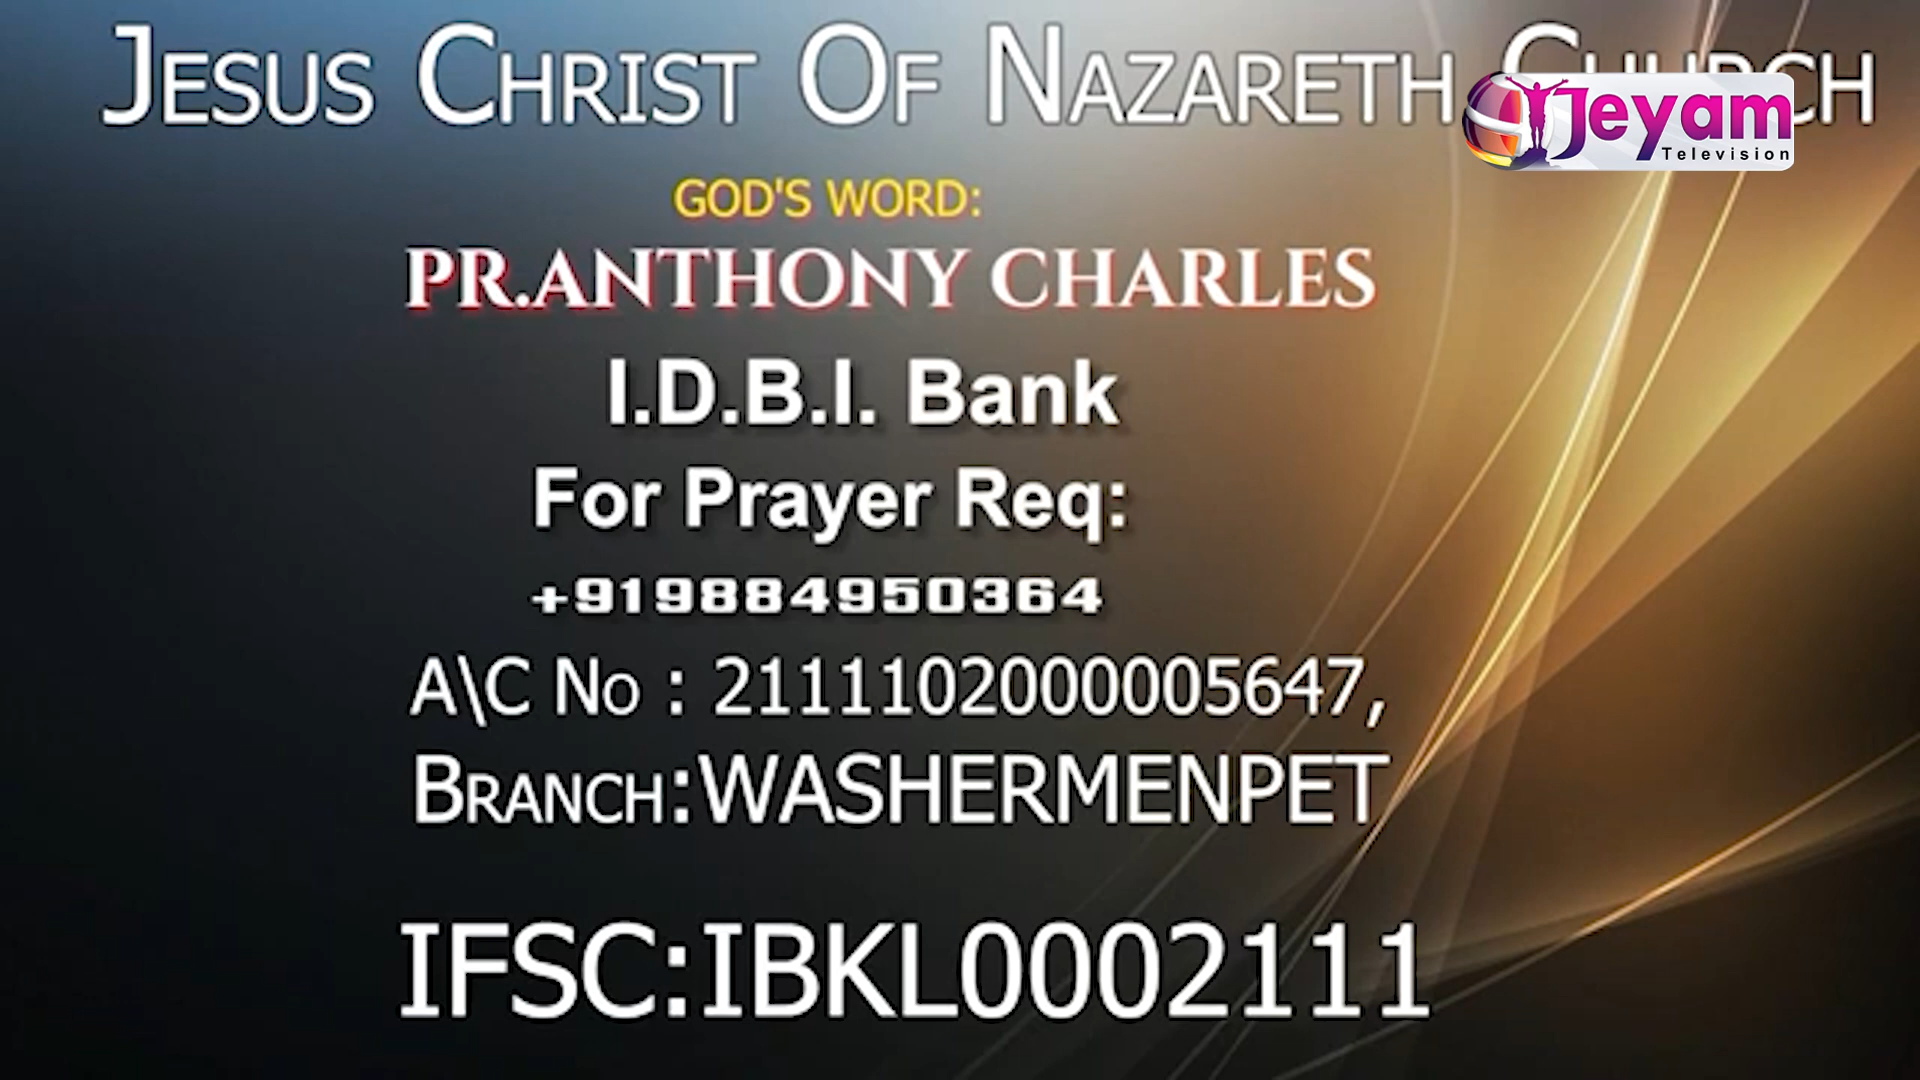 JESUS CHRIST OF NAZARETH CHURCH
Jeyam
Television
GOD'S WORD:
PR.ANTHONY CHARLES
I.D.B.I. Bank
For Prayer Req:
+919884950364
A\C No : 2111102000005647,
BRANCH:WASHERMENPET
IFSC:IBKL0002111